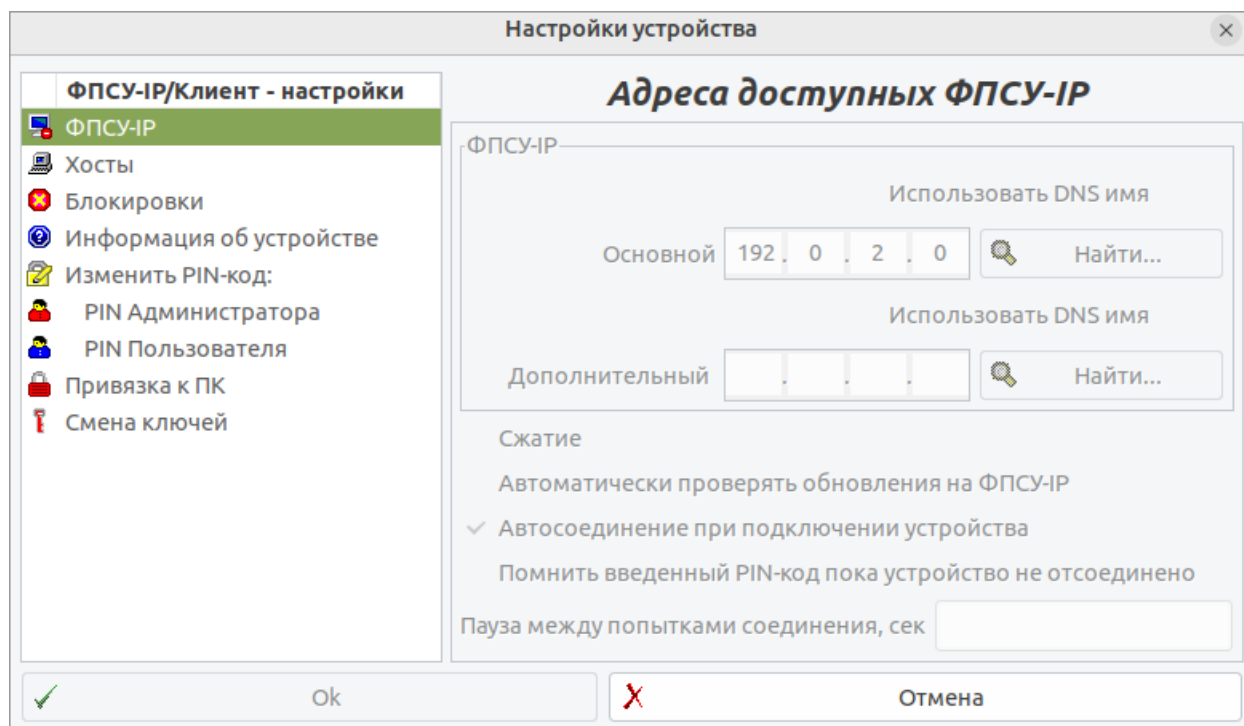 Настройки устройства
ФПСУ-IP/Клиент - настройки
ФПСУ-IP
Хосты
Блокировки
Информация об устройстве
Изменить PIN-код:
PIN Администратора
PIN Пользователя
Привязка к ПК
Смена ключей
Адреса доступных ФПСУ-IP
ФПСУ-IP
Использовать DNS имя
Основной 192 . 0 . 2 . 0 Найти...
Использовать DNS имя
Дополнительный . . . Найти...
Сжатие
Автоматически проверять обновления на ФПСУ-IP
Автосоединение при подключении устройства
Помнить введенный PIN-код пока устройство не отсоединено
Пауза между попытками соединения, сек
Ok
Отмена